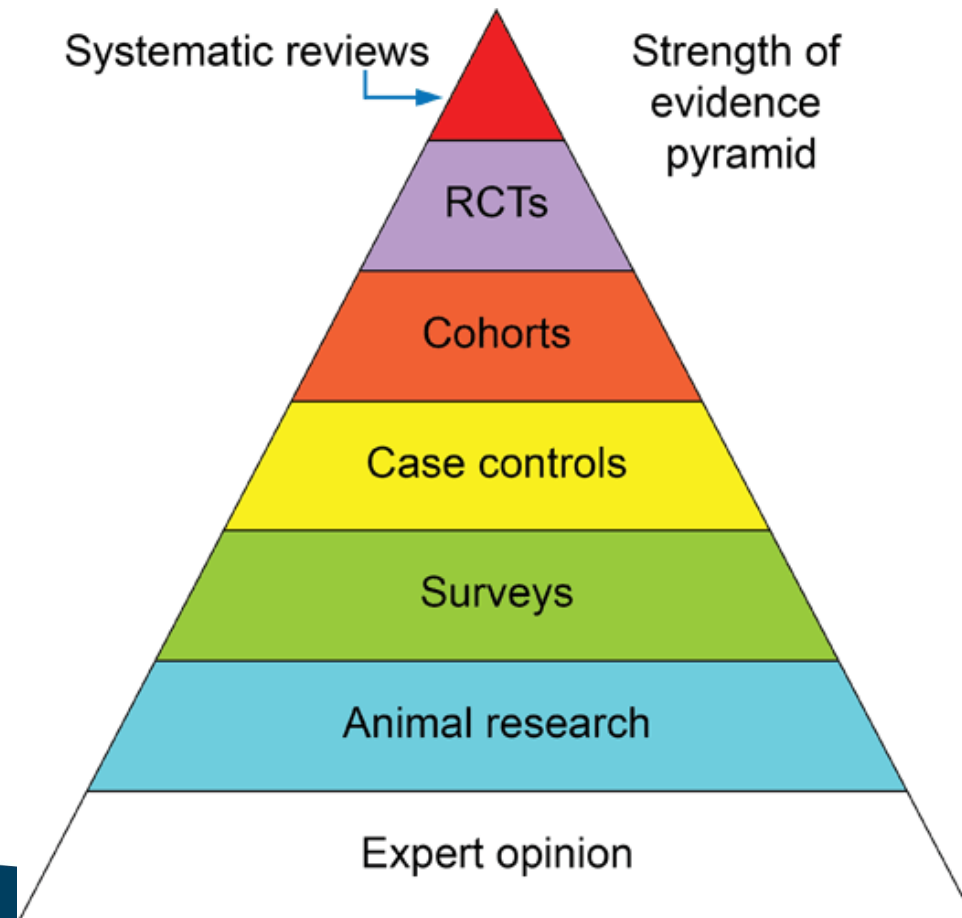 Systematic reviews
Strength of
evidence
pyramid
RCTs
Cohorts
Case controls
Surveys
Animal research
Expert opinion